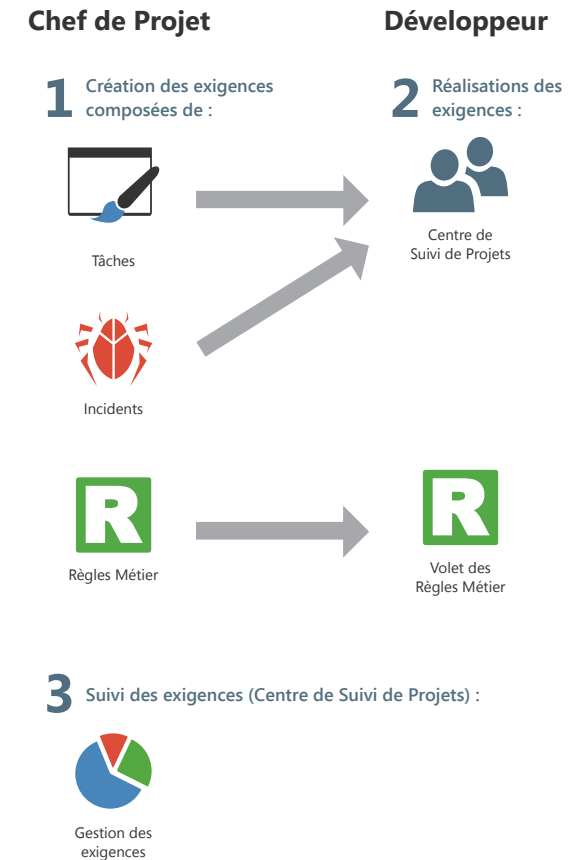 Chef de Projet
Développeur
1
Création des exigences
composées de :
2
Réalisations des
exigences :
Tâches
Centre de
Suivi de Projets
Incidents
R
Règles Métier
R
Volet des
Règles Métier
3
Suivi des exigences (Centre de Suivi de Projets) :
Gestion des
exigences